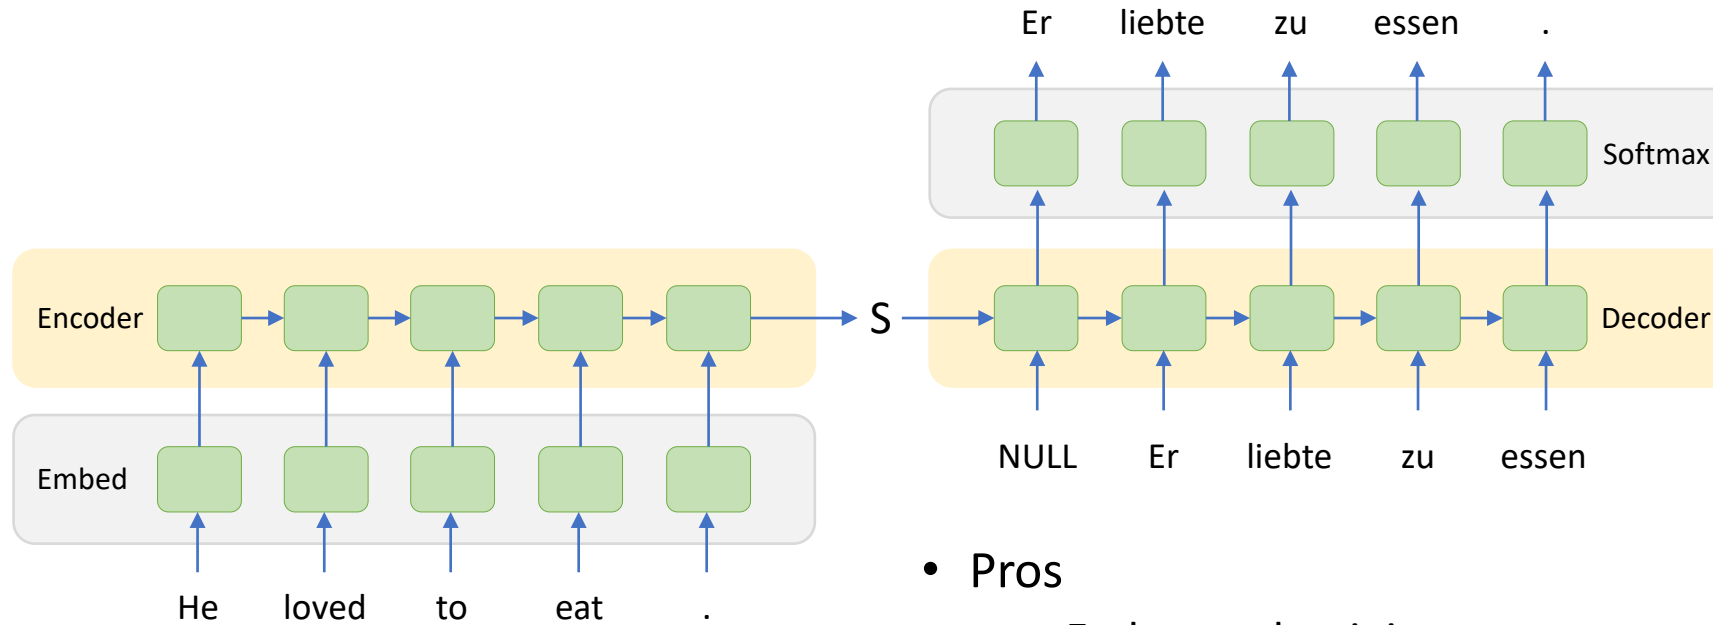 Er liebte zu essen .
Softmax
Encoder
S
Decoder
Embed
NULL Er liebte zu essen
He loved to eat .
• Pros